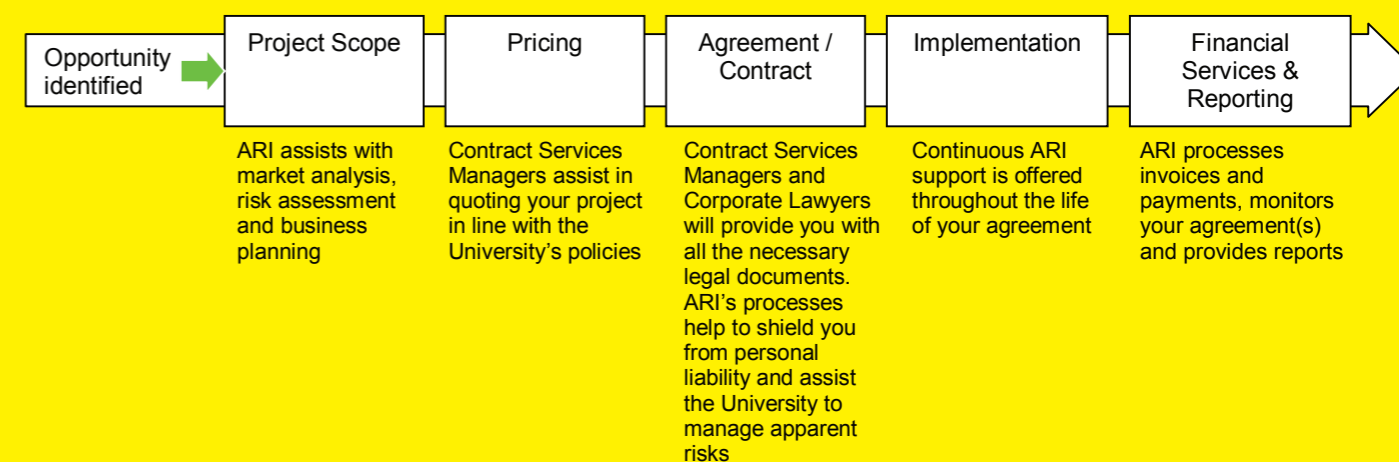 Opportunity
identified
Project Scope
Pricing
Agreement /
Contract
Implementation
Financial
Services &
Reporting
ARI assists with
market analysis,
risk assessment
and business
planning
Contract Services
Managers assist in
quoting your project
in line with the
University's policies
Contract Services
Managers and
Corporate Lawyers
will provide you with
all the necessary
legal documents.
ARI's processes
help to shield you
from personal
liability and assist
the University to
manage apparent
risks
Continuous ARI
support is offered
throughout the life
of your agreement
ARI processes
invoices and
payments, monitors
your agreement(s)
and provides reports